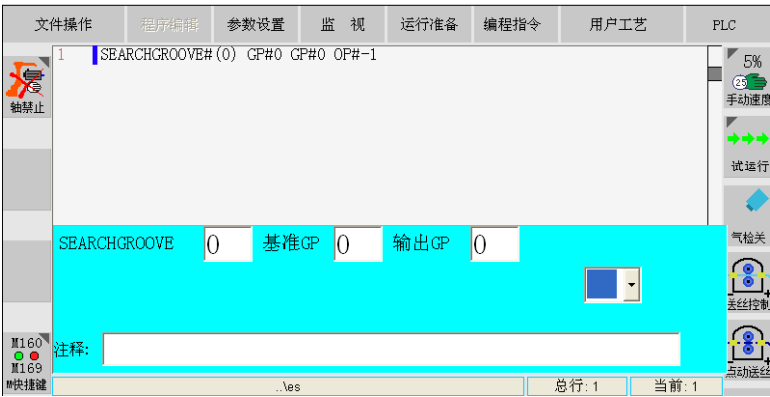 文件操作 程序编辑 参数设置 监 视 运行准备 编程指令 用户工艺 PLC
1 SEARCHGROOVE#(0) GP#0 GP#0 OP#-1
轴禁止
5%
25
手动速度
试运行
气检关
SEARCHGROOVE 0 基准GP 0 输出GP 0
送丝控制
注释:
点动送丝
M160
M169
M快捷键
..\es 总行: 1 当前: 1